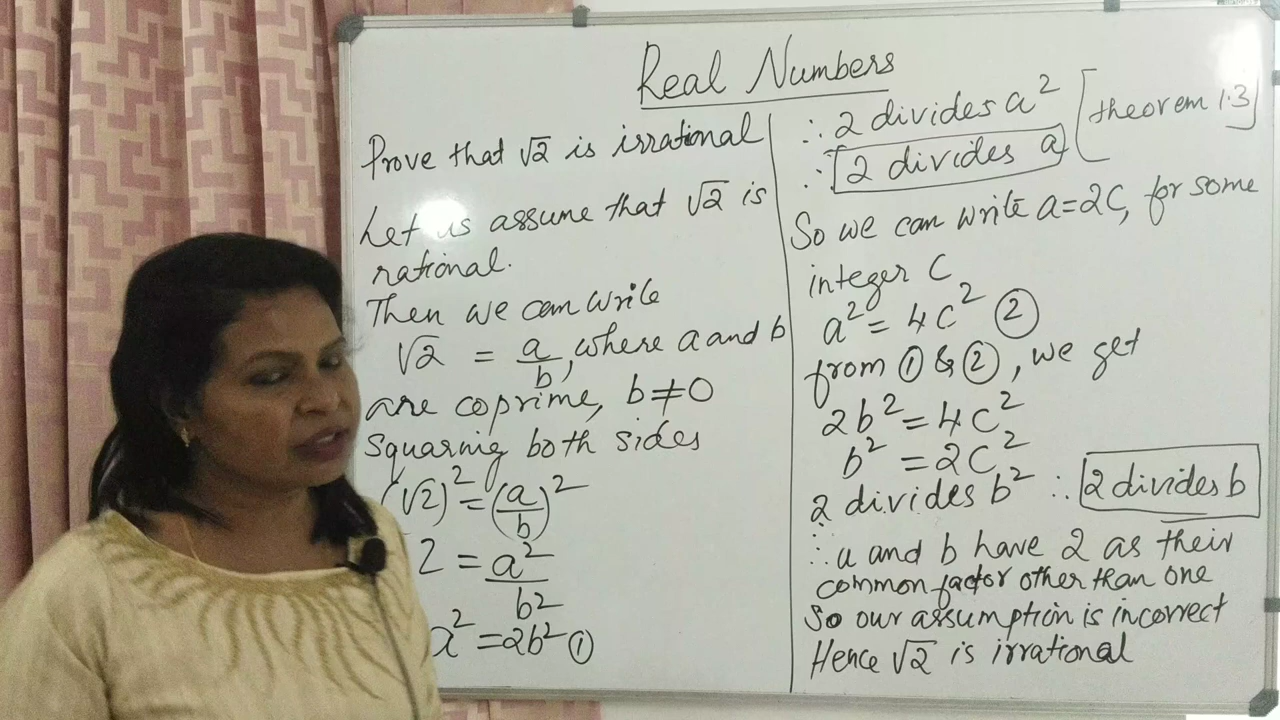 Real Numbers
Prove that √2 is irrational
Let us assume that √2 is
rational.
Then we can write
√2 = a/b, where a and b
are coprime, b ≠ 0
Squaring both sides
(√2)² = (a/b)²
2 = a²/b²
a² = 2b² ①
∴ 2 divides a² [theorem 1.3]
∴ 2 divides a
So we can write a=2C, for some
integer C
a² = 4C² ②
from ① & ②, we get
2b² = 4C²
b² = 2C²
2 divides b² ∴ 2 divides b
∴ a and b have 2 as their
common factor other than one
So our assumption is incorrect
Hence √2 is irrational